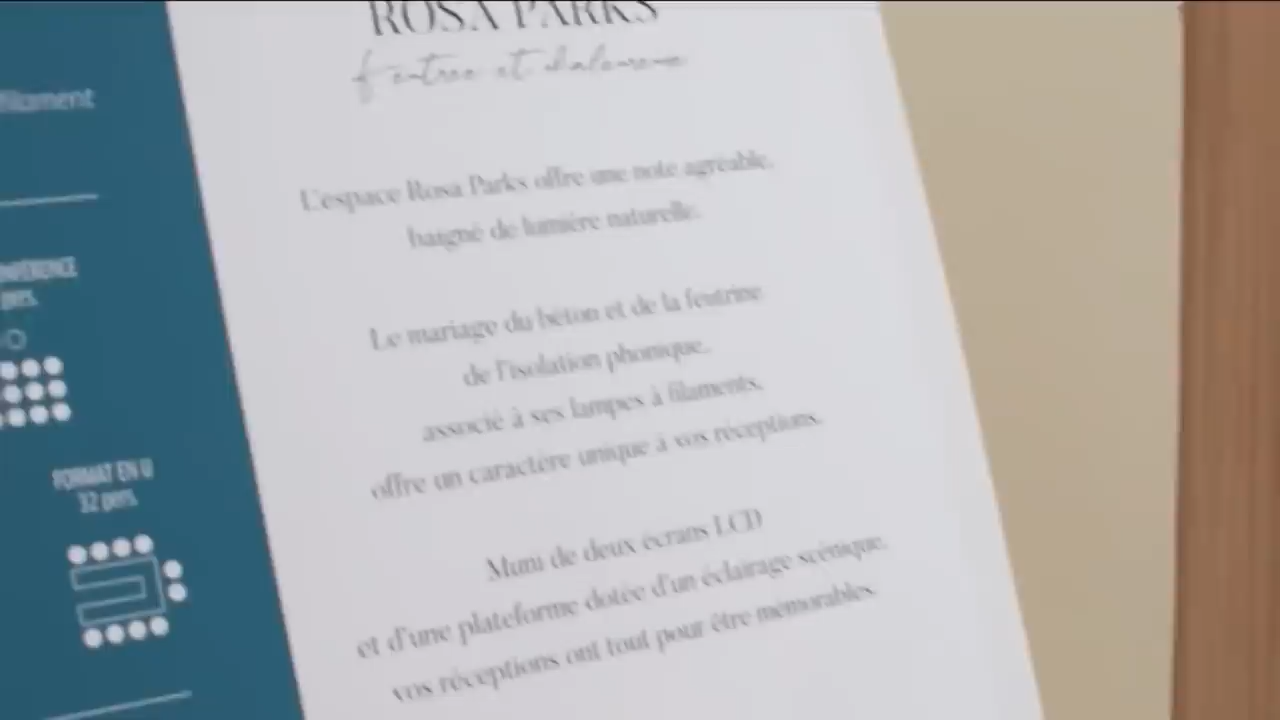 ROSA PARKS
filament
L'espace Rosa Parks offre une note agréable,
baigné de lumière naturelle.
Le mariage du béton et de la feutrine
de l'isolation phonique,
associé à ses lampes à filaments,
offre un caractère unique à vos réceptions.
Muni de deux écrans LCD
et d'une plateforme dotée d'un éclairage scénique,
vos réceptions ont tout pour être mémorables.
pers.
FORMAT EN U
32 pers.